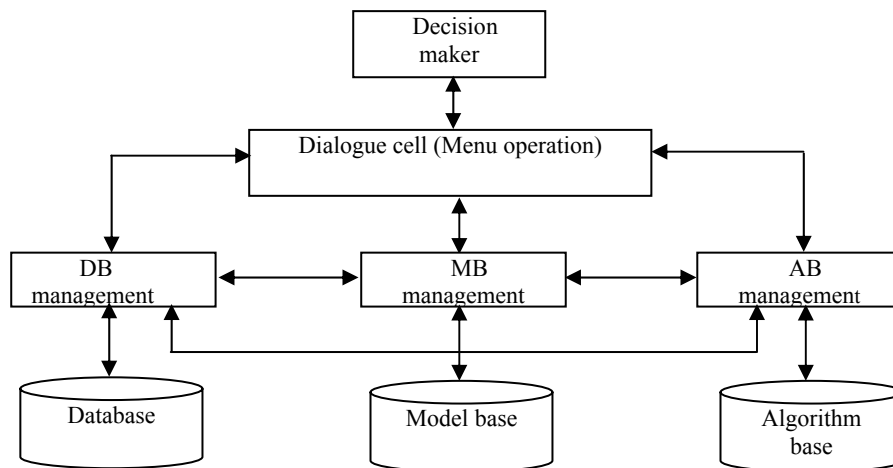 Decision
maker
Dialogue cell (Menu operation)
DB
management
MB
management
AB
management
Database
Model base
Algorithm
base